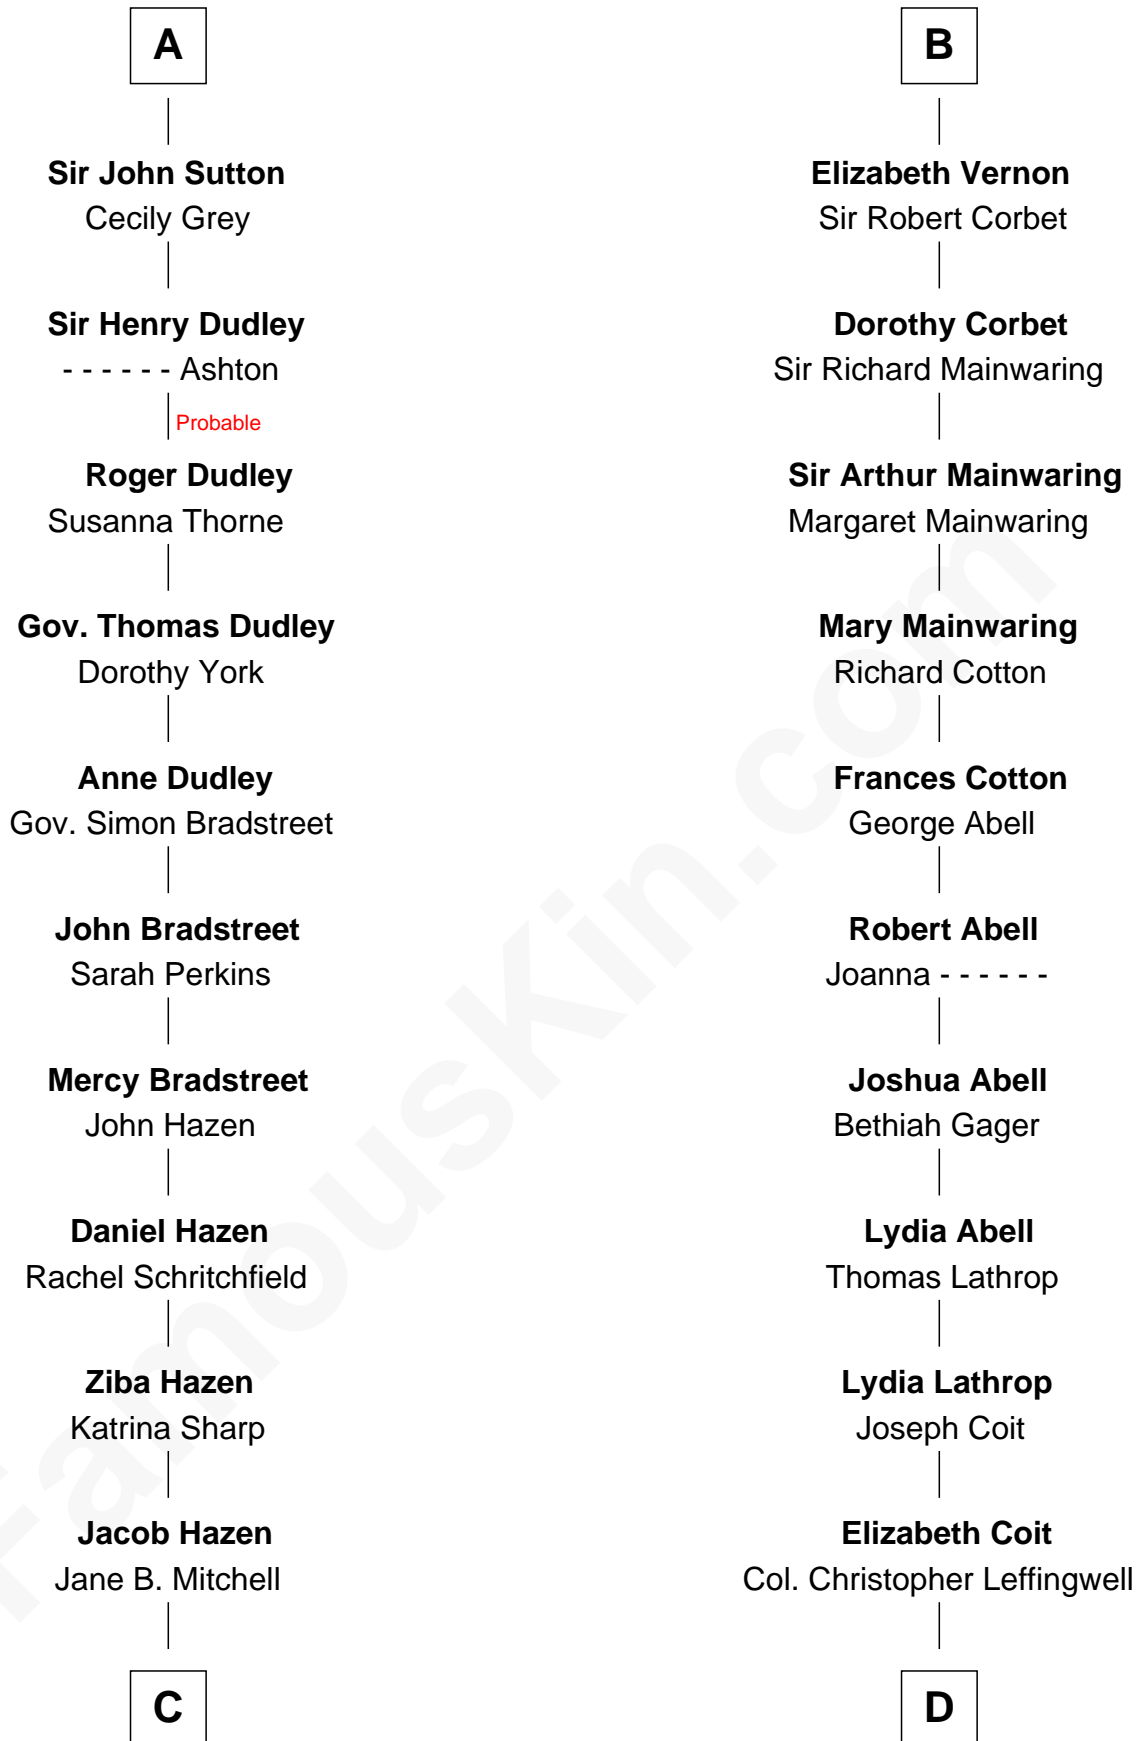 A
Sir John Sutton
Cecily Grey
Sir Henry Dudley
- - - - - - Ashton
Probable
Roger Dudley
Susanna Thorne
Gov. Thomas Dudley
Dorothy York
Anne Dudley
Gov. Simon Bradstreet
John Bradstreet
Sarah Perkins
Mercy Bradstreet
John Hazen
Daniel Hazen
Rachel Schritchfield
Ziba Hazen
Katrina Sharp
Jacob Hazen
Jane B. Mitchell
C
B
Elizabeth Vernon
Sir Robert Corbet
Dorothy Corbet
Sir Richard Mainwaring
Sir Arthur Mainwaring
Margaret Mainwaring
Mary Mainwaring
Richard Cotton
Frances Cotton
George Abell
Robert Abell
Joanna - - - - - -
Joshua Abell
Bethiah Gager
Lydia Abell
Thomas Lathrop
Lydia Lathrop
Joseph Coit
Elizabeth Coit
Col. Christopher Leffingwell
D
FamousKin.com